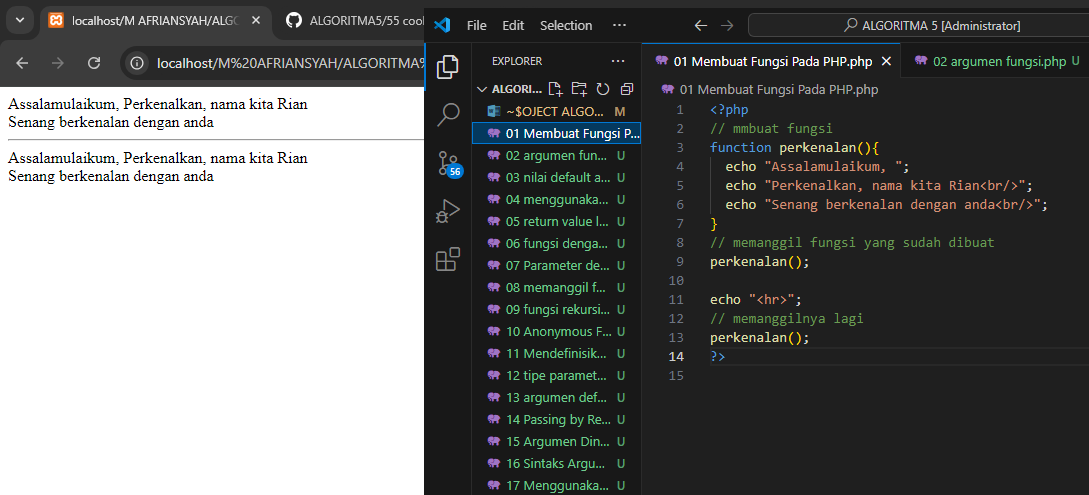 localhost/M AFRIANSYAH/ALGO
ALGORITMA5/55 cook
localhost/M%20AFRIANSYAH/ALGORITMA%
Assalamulaikum, Perkenalkan, nama kita Rian
Senang berkenalan dengan anda
Assalamulaikum, Perkenalkan, nama kita Rian
Senang berkenalan dengan anda
File Edit Selection ···
ALGORITMA 5 [Administrator]
EXPLORER ···
ALGORI...
~$OJECT ALGO... M
01 Membuat Fungsi P...
02 argumen fun... U
03 nilai default a... U
04 menggunaka... U
05 return value l... U
06 fungsi denga... U
07 Parameter de... U
08 memanggil f... U
09 fungsi rekursi... U
10 Anonymous F... U
11 Mendefinisik... U
12 tipe paramet... U
13 argumen def... U
14 Passing by Re... U
15 Argumen Din... U
16 Sintaks Argu... U
17 Menggunaka... U
56
01 Membuat Fungsi Pada PHP.php
02 argumen fungsi.php U
01 Membuat Fungsi Pada PHP.php
1 <?php
2 // mmbuat fungsi
3 function perkenalan(){
4 echo "Assalamulaikum, ";
5 echo "Perkenalkan, nama kita Rian<br/>";
6 echo "Senang berkenalan dengan anda<br/>";
7 }
8 // memanggil fungsi yang sudah dibuat
9 perkenalan();
10
11 echo "<hr>";
12 // memanggilnya lagi
13 perkenalan();
14 ?>
15